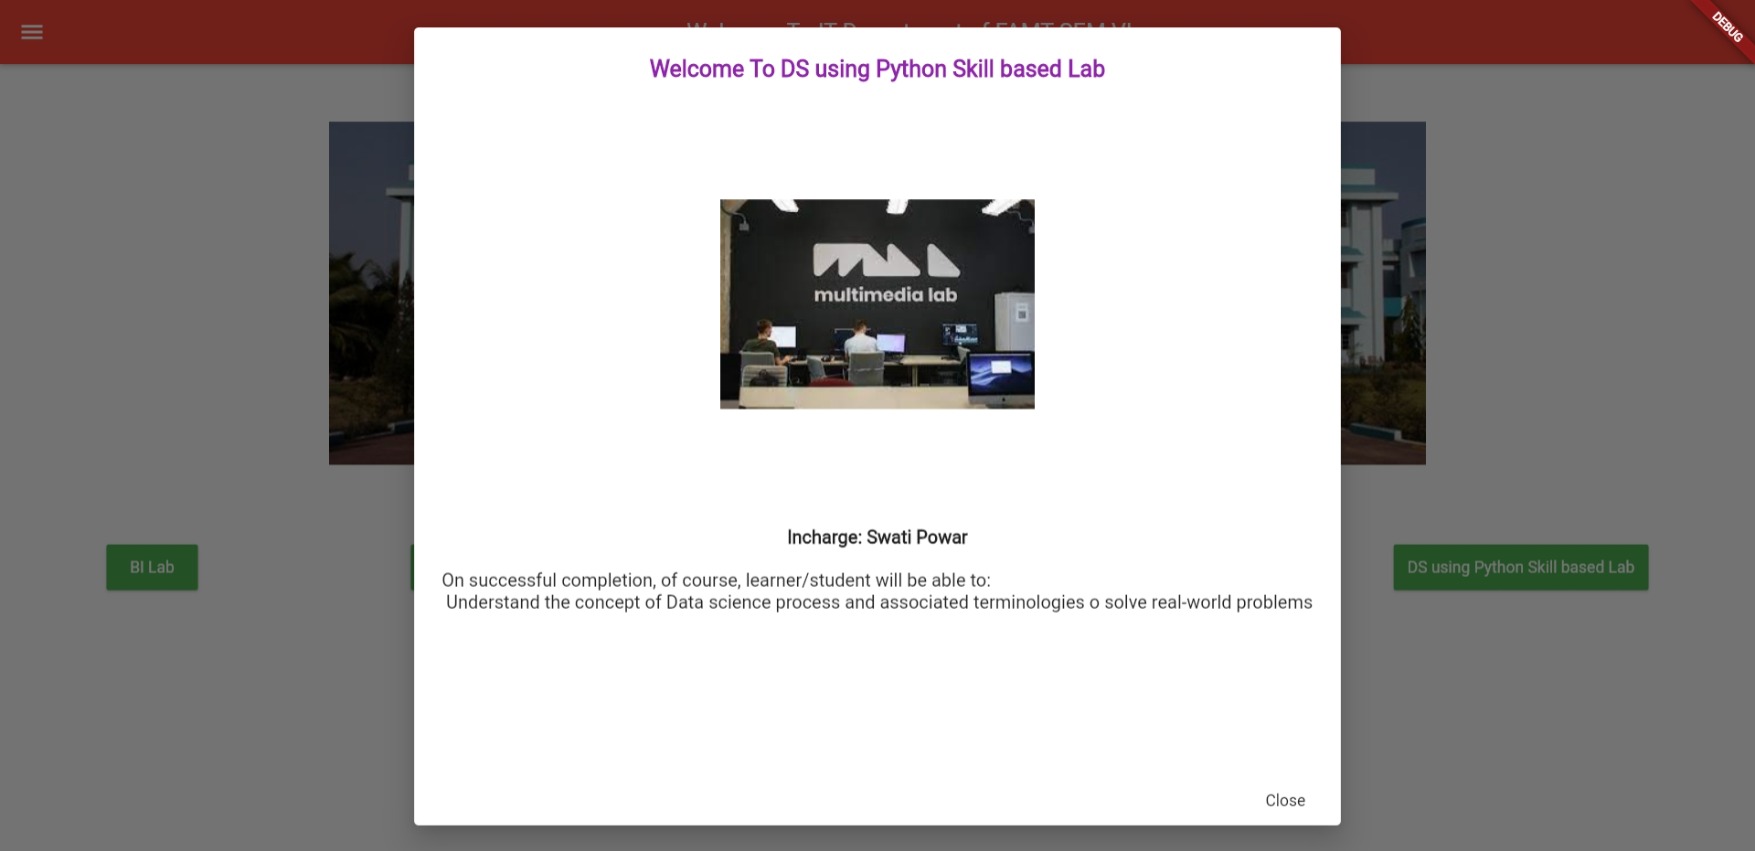 DEBUG
Welcome To DS using Python Skill based Lab
multimedia lab
Incharge: Swati Powar
On successful completion, of course, learner/student will be able to:
Understand the concept of Data science process and associated terminologies o solve real-world problems
BI Lab
DS using Python Skill based Lab
Close